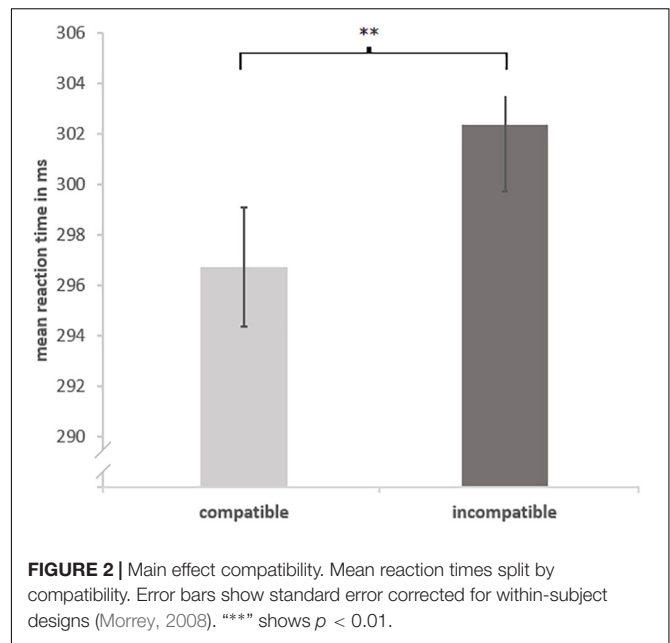 306
**
304
302
300
298
296
294
292
290
mean reaction time in ms
compatible incompatible
FIGURE 2 | Main effect compatibility. Mean reaction times split by
compatibility. Error bars show standard error corrected for within-subject
designs (Morrey, 2008). “**” shows p < 0.01.